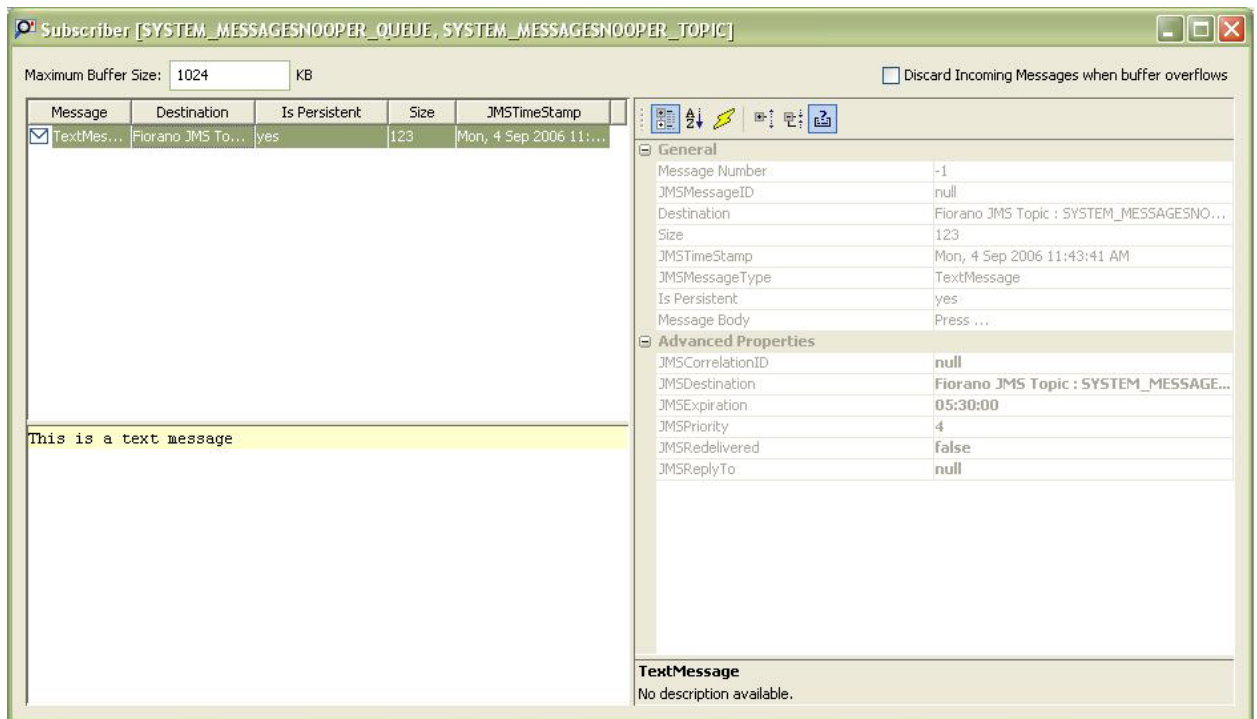 Subscriber [SYSTEM_MESSAGESNOOPER_QUEUE, SYSTEM_MESSAGESNOOPER_TOPIC]
Maximum Buffer Size: 1024 KB
Discard Incoming Messages when buffer overflows
Message Destination Is Persistent Size JMSTimeStamp
TextMes... Fiorano JMS To... yes 123 Mon, 4 Sep 2006 11:...
This is a text message
General
Message Number -1
JMSMessageID null
Destination Fiorano JMS Topic : SYSTEM_MESSAGESNO...
Size 123
JMSTimeStamp Mon, 4 Sep 2006 11:43:41 AM
JMSMessageType TextMessage
Is Persistent yes
Message Body Press ...
Advanced Properties
JMSCorrelationID null
JMSDestination Fiorano JMS Topic : SYSTEM_MESSAGE...
JMSExpiration 05:30:00
JMSPriority 4
JMSRedelivered false
JMSReplyTo null
TextMessage
No description available.